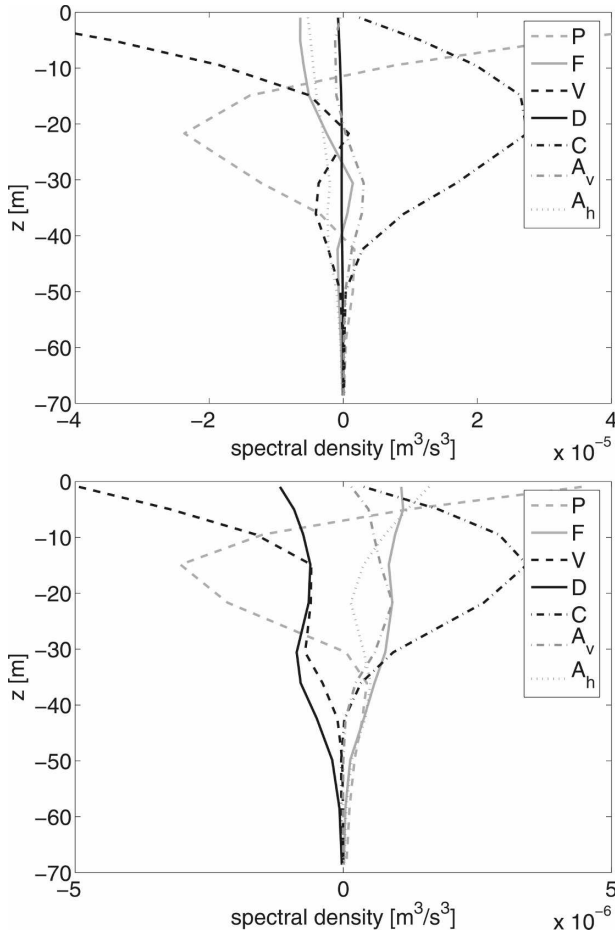 0
−10
−20
−30
−40
−50
−60
−70
z [m]
−4
−2
0
2
4
x 10⁻⁵
spectral density [m³/s³]
P
F
V
D
C
Aᵥ
Aₕ
0
−10
−20
−30
−40
−50
−60
−70
z [m]
−5
0
5
x 10⁻⁶
spectral density [m³/s³]
P
F
V
D
C
Aᵥ
Aₕ